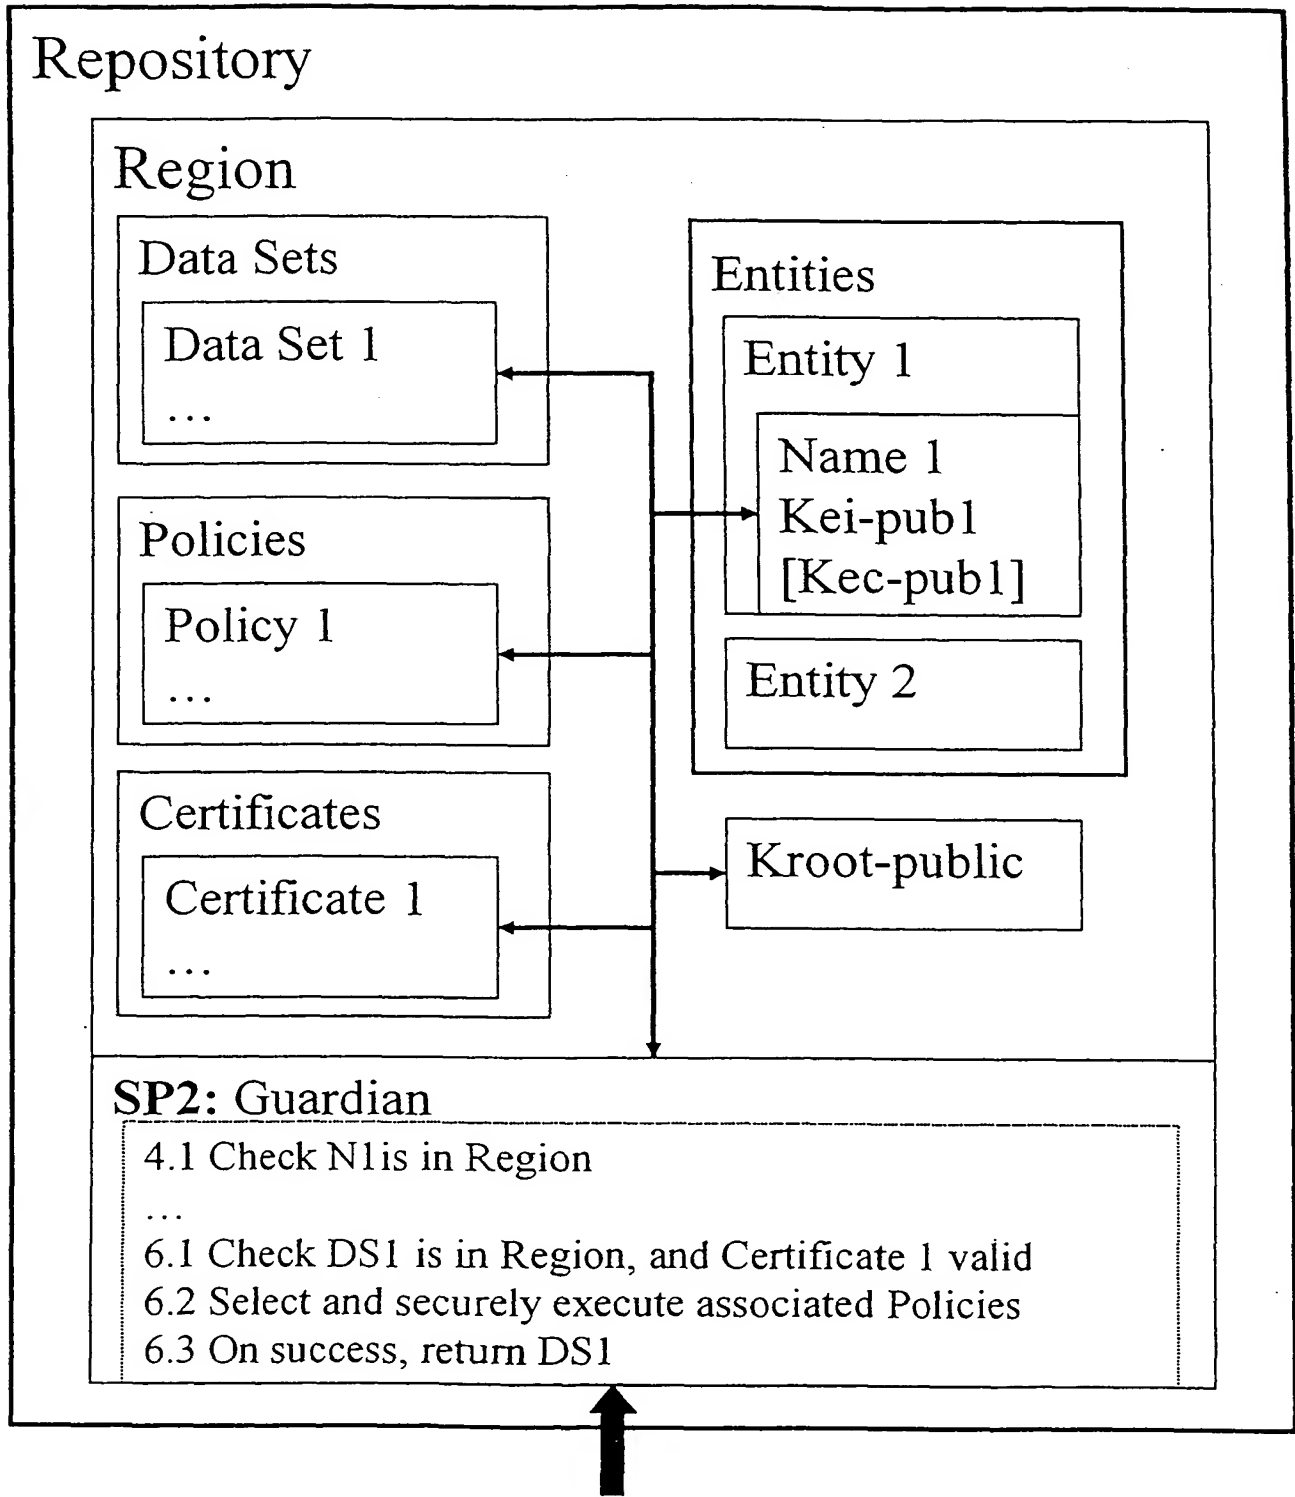 Repository
Region
Data Sets
Data Set 1
...
Policies
Policy 1
...
Certificates
Certificate 1
...
Entities
Entity 1
Name 1
Kei-pub1
[Kec-pub1]
Entity 2
Kroot-public
SP2: Guardian
4.1 Check N1is in Region
...
6.1 Check DS1 is in Region, and Certificate 1 valid
6.2 Select and securely execute associated Policies
6.3 On success, return DS1